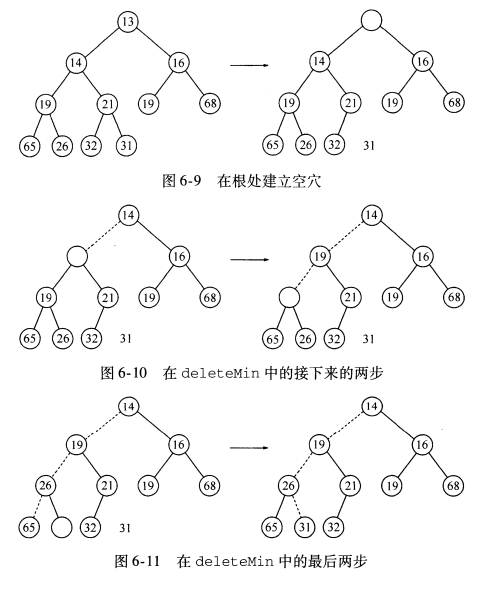 13
14 16 14 16
19 21 19 68 19 21 19 68
65 26 32 31 65 26 32 31
图 6-9 在根处建立空穴
14 14
16 19 16
19 21 19 68 21 19 68
65 26 32 31 65 26 32 31
图 6-10 在 deleteMin 中的接下来的两步
14 14
19 16 19 16
26 21 19 68 26 21 19 68
65 32 31 65 31 32
图 6-11 在 deleteMin 中的最后两步